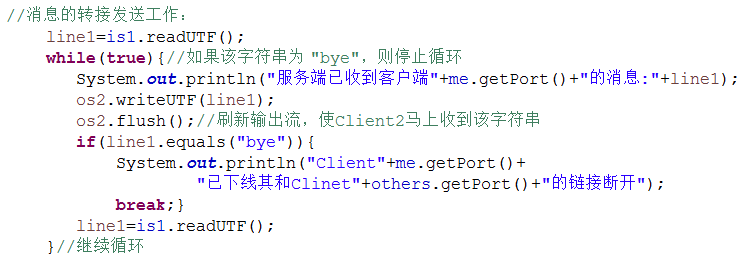 //消息的转接发送工作:
line1=is1.readUTF();
while(true){//如果该字符串为 "bye", 则停止循环
System.out.println("服务端已收到客户端"+me.getPort()+"的消息:"+line1);
os2.writeUTF(line1);
os2.flush();//刷新输出流, 使Client2马上收到该字符串
if(line1.equals("bye")){
System.out.println("Client"+me.getPort()+
"已下线其和Clinet"+others.getPort()+"的链接断开");
break;}
line1=is1.readUTF();
}//继续循环